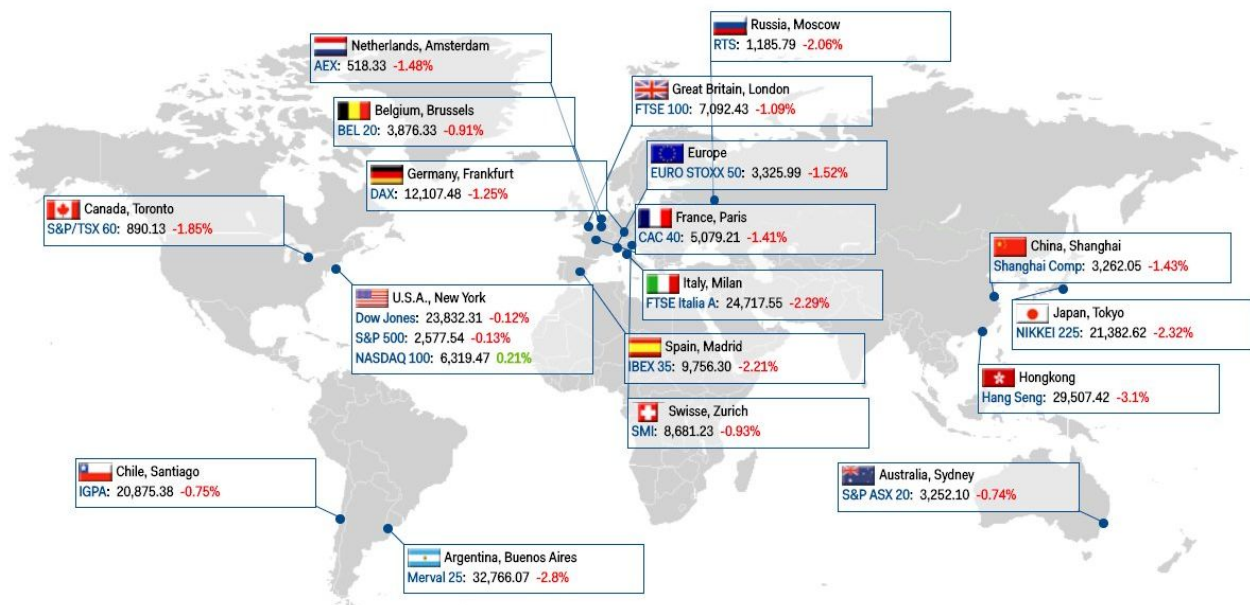 Russia, Moscow
RTS: 1,185.79 -2.06%
Netherlands, Amsterdam
AEX: 518.33 -1.48%
Great Britain, London
FTSE 100: 7,092.43 -1.09%
Belgium, Brussels
BEL 20: 3,876.33 -0.91%
Europe
EURO STOXX 50: 3,325.99 -1.52%
Germany, Frankfurt
DAX: 12,107.48 -1.25%
Canada, Toronto
S&P/TSX 60: 890.13 -1.85%
France, Paris
CAC 40: 5,079.21 -1.41%
China, Shanghai
Shanghai Comp: 3,262.05 -1.43%
Italy, Milan
FTSE Italia A: 24,717.55 -2.29%
U.S.A., New York
Dow Jones: 23,832.31 -0.12%
S&P 500: 2,577.54 -0.13%
NASDAQ 100: 6,319.47 0.21%
Japan, Tokyo
NIKKEI 225: 21,382.62 -2.32%
Spain, Madrid
IBEX 35: 9,756.30 -2.21%
Hongkong
Hang Seng: 29,507.42 -3.1%
Swisse, Zurich
SMI: 8,681.23 -0.93%
Chile, Santiago
IGPA: 20,875.38 -0.75%
Australia, Sydney
S&P ASX 20: 3,252.10 -0.74%
Argentina, Buenos Aires
Merval 25: 32,766.07 -2.8%